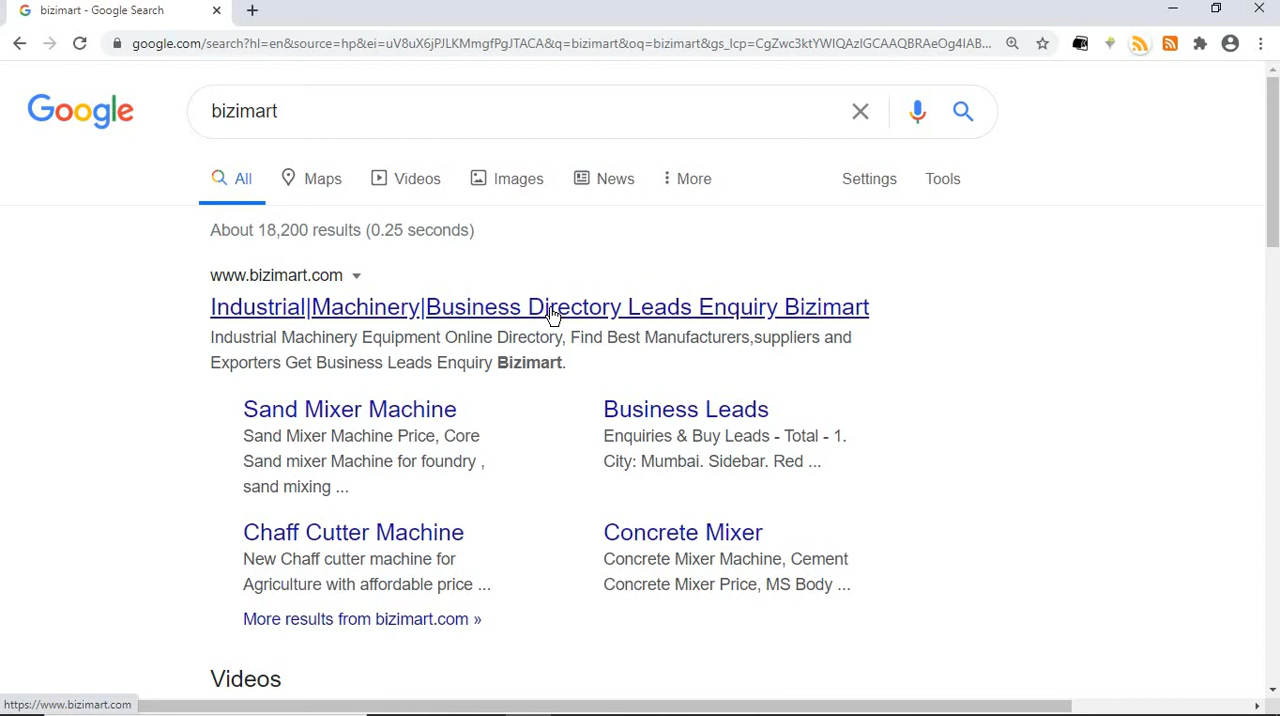 bizimart - Google Search
google.com/search?hl=en&source=hp&ei=uV8uX6jPILKMmgfPgJTACA&q=bizimart&oq=bizimart&gs_lcp=CgZwc3ktYWIQAzIGCAAQBRAeOg4IAB...
Google
bizimart
All Maps Videos Images News More Settings Tools
About 18,200 results (0.25 seconds)
www.bizimart.com
Industrial|Machinery|Business Directory Leads Enquiry Bizimart
Industrial Machinery Equipment Online Directory, Find Best Manufacturers,suppliers and
Exporters Get Business Leads Enquiry Bizimart.
Sand Mixer Machine
Sand Mixer Machine Price, Core
Sand mixer Machine for foundry ,
sand mixing ...
Business Leads
Enquiries & Buy Leads - Total - 1.
City: Mumbai. Sidebar. Red ...
Chaff Cutter Machine
New Chaff cutter machine for
Agriculture with affordable price ...
Concrete Mixer
Concrete Mixer Machine, Cement
Concrete Mixer Price, MS Body ...
More results from bizimart.com »
Videos
https://www.bizimart.com